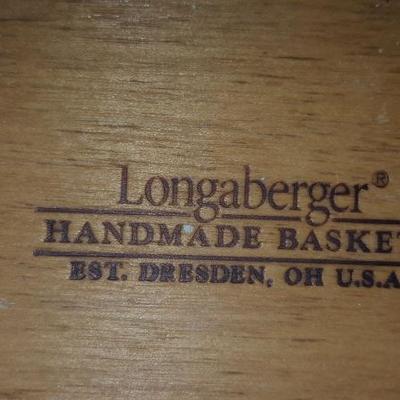 Longaberger®
HANDMADE BASKET
EST. DRESDEN, OH U.S.A